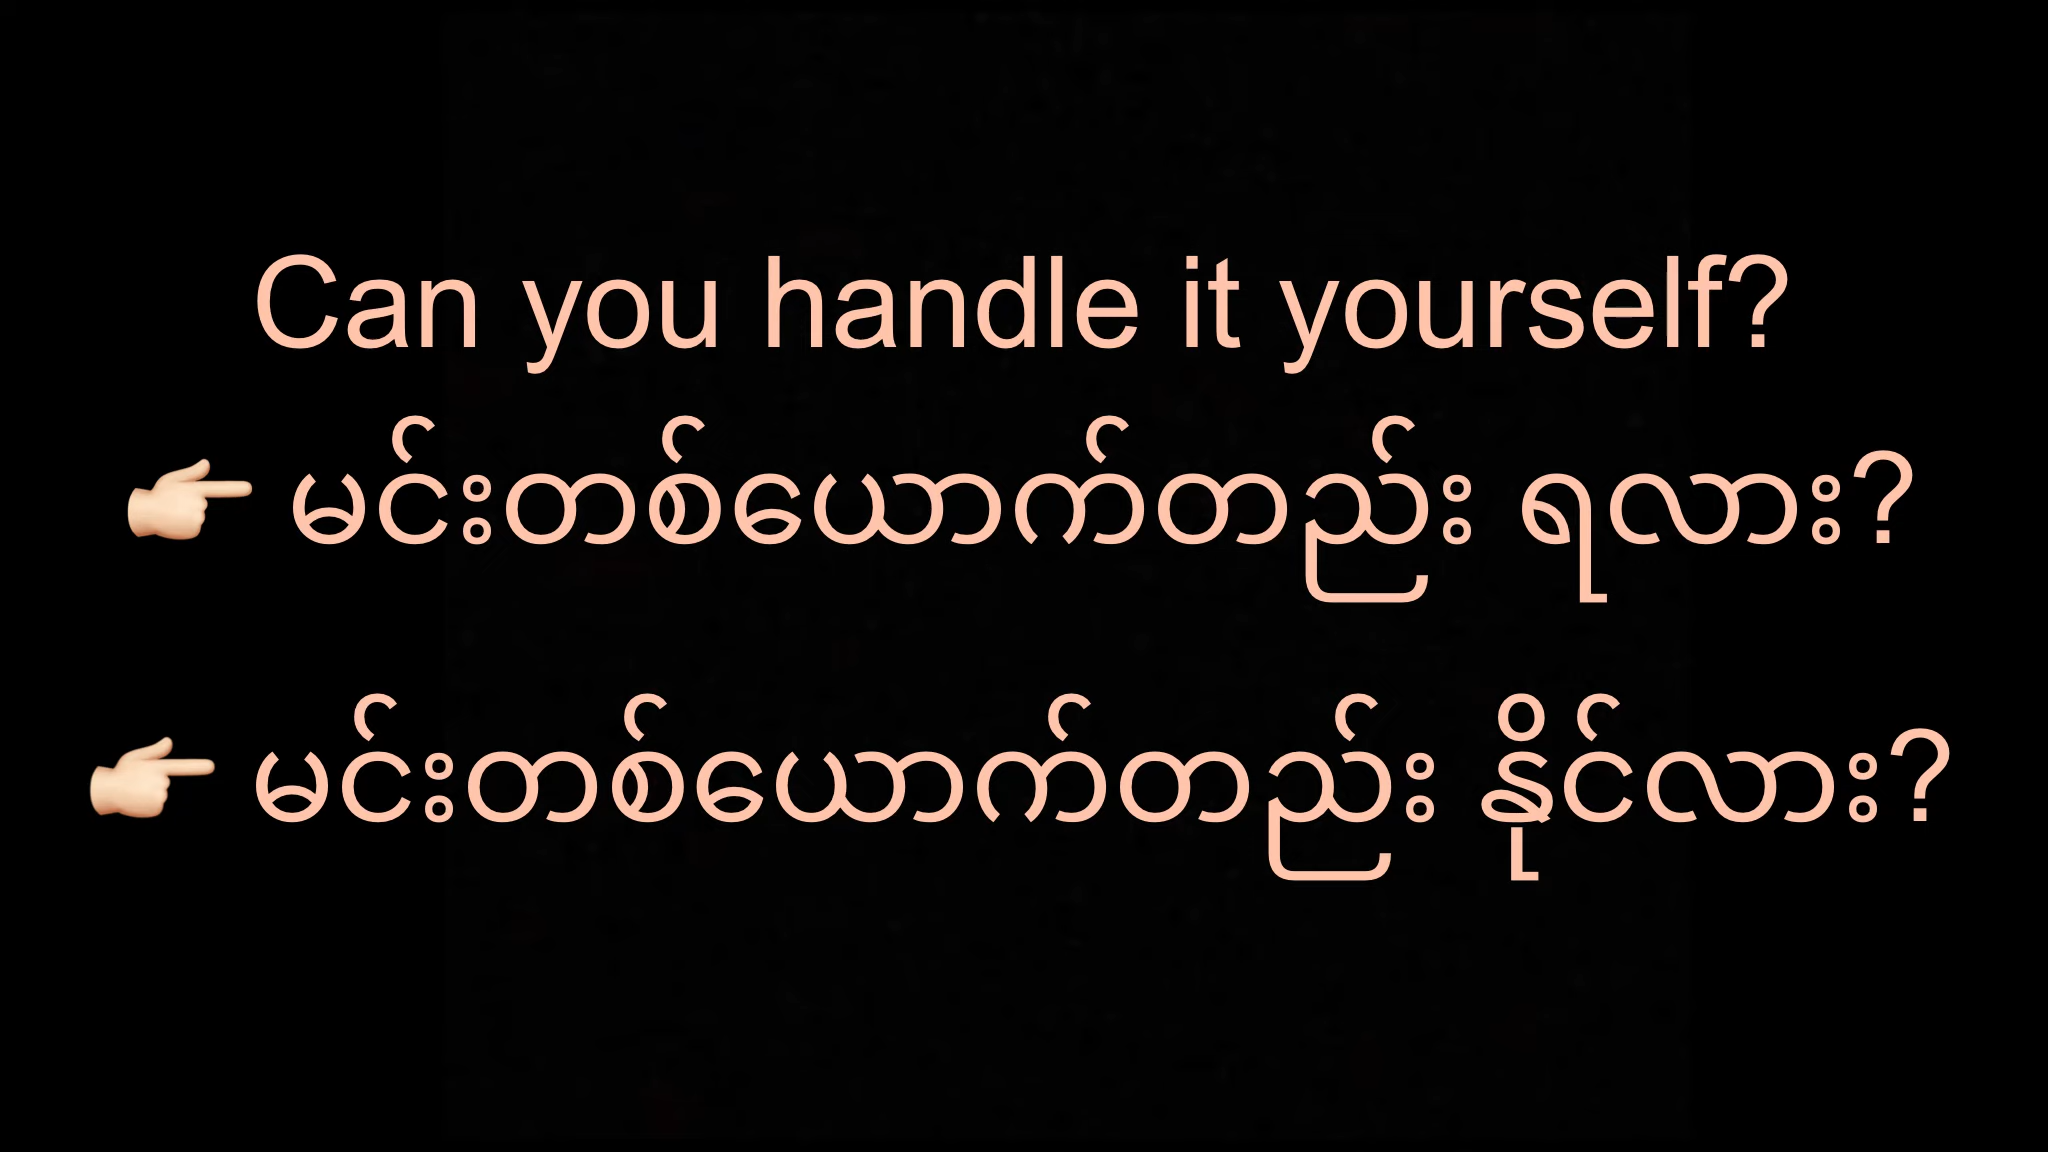 Can you handle it yourself?
👉🏻 မင်းတစ်ယောက်တည်း ရလား?
👉🏻 မင်းတစ်ယောက်တည်း နိုင်လား?